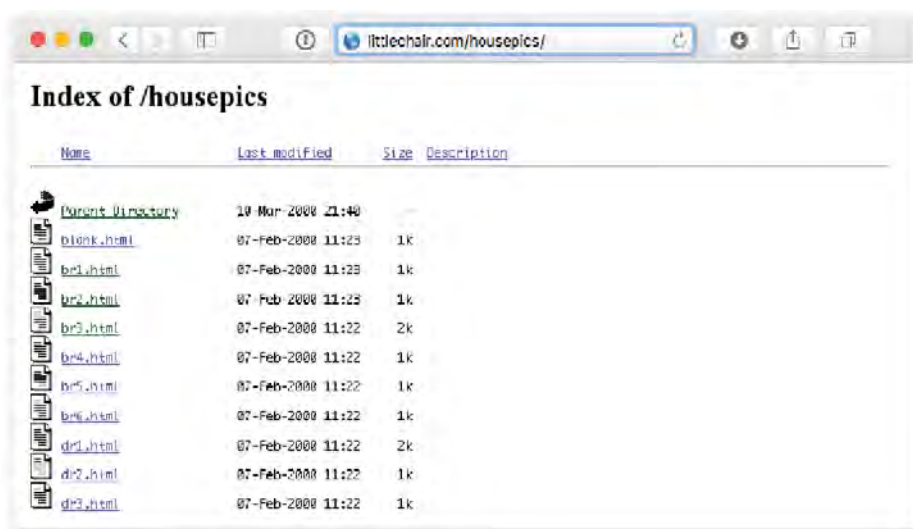 littlechair.com/housepics/
Index of /housepics
Name Last modified Size Description
Parent Directory 10-Mar-2000 21:40 -
blank.html 07-Feb-2000 11:23 1k
br1.html 07-Feb-2000 11:23 1k
br2.html 07-Feb-2000 11:23 1k
br3.html 07-Feb-2000 11:22 2k
br4.html 07-Feb-2000 11:22 1k
br5.html 07-Feb-2000 11:22 1k
br6.html 07-Feb-2000 11:22 1k
dr1.html 07-Feb-2000 11:22 2k
dr2.html 07-Feb-2000 11:22 1k
dr3.html 07-Feb-2000 11:22 1k